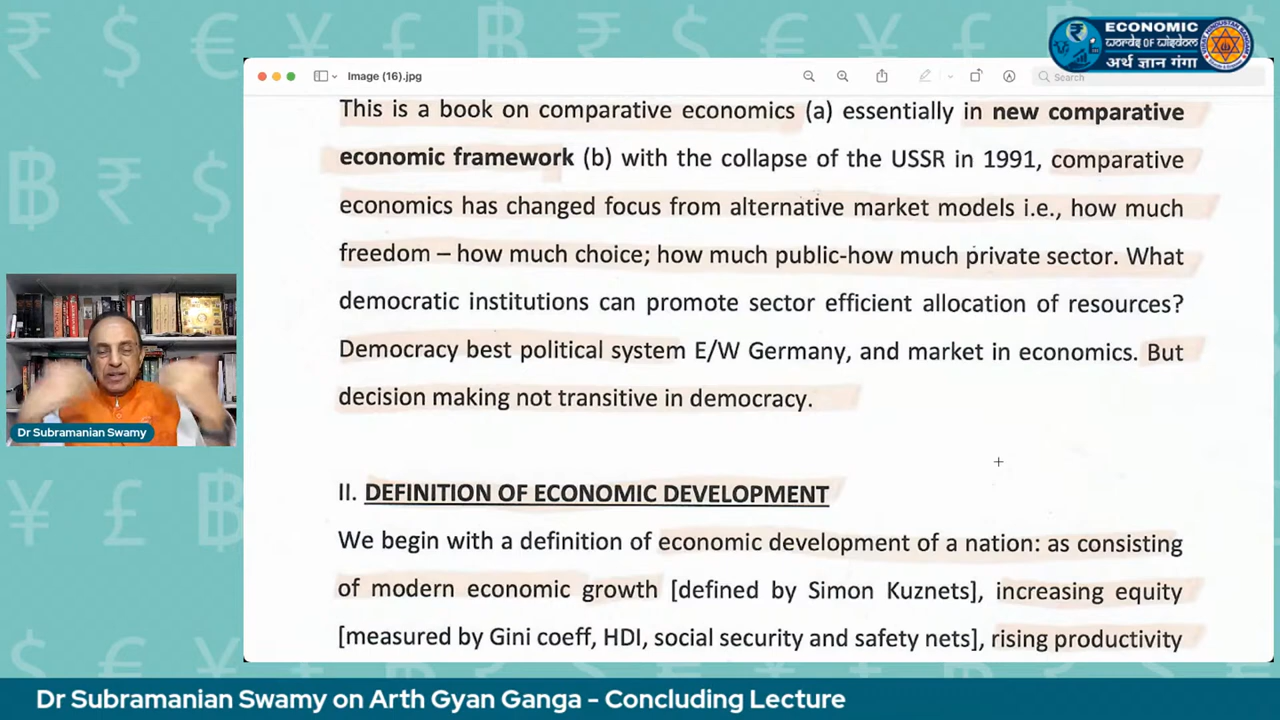 ECONOMIC
WORDS OF WISDOM
अर्थ ज्ञान गंगा
Image (16).jpg
Search
This is a book on comparative economics (a) essentially in new comparative
economic framework (b) with the collapse of the USSR in 1991, comparative
economics has changed focus from alternative market models i.e., how much
freedom – how much choice; how much public-how much private sector. What
democratic institutions can promote sector efficient allocation of resources?
Democracy best political system E/W Germany, and market in economics. But
decision making not transitive in democracy.
II. DEFINITION OF ECONOMIC DEVELOPMENT
We begin with a definition of economic development of a nation: as consisting
of modern economic growth [defined by Simon Kuznets], increasing equity
[measured by Gini coeff, HDI, social security and safety nets], rising productivity
Dr Subramanian Swamy
Dr Subramanian Swamy on Arth Gyan Ganga - Concluding Lecture